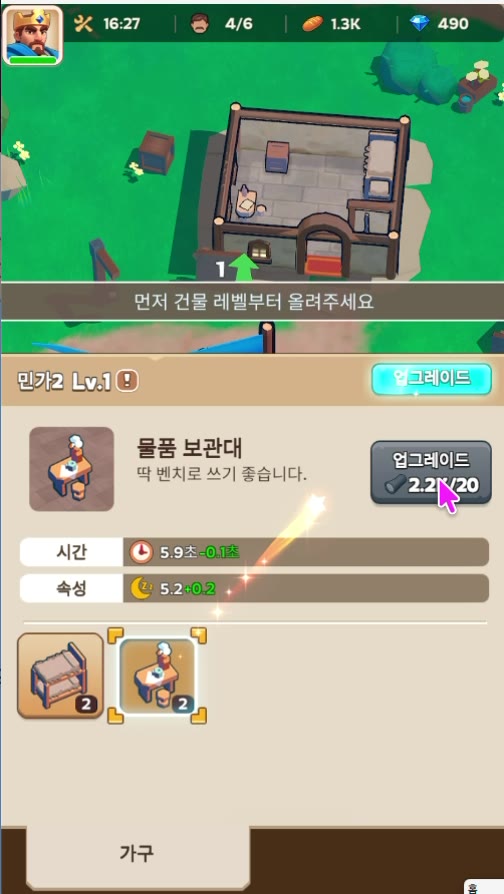 16:27 4/6 1.3K 490
1
먼저 건물 레벨부터 올려주세요
민가2 Lv.1 ! 업그레이드
물품 보관대
딱 벤치로 쓰기 좋습니다.
업그레이드
/20
시간 5.9초-0.1초
속성 5.2+0.2
2 2
가구
홈